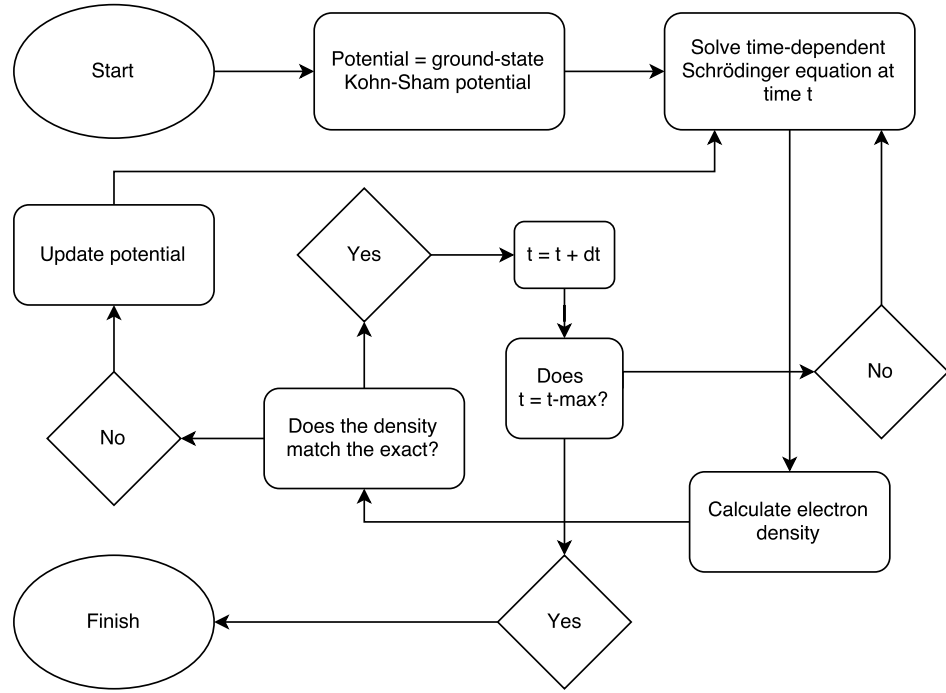 Start
Potential = ground-state
Kohn-Sham potential
Solve time-dependent
Schrödinger equation at
time t
Update potential
Yes
t = t + dt
Does
t = t-max?
No
No
Does the density
match the exact?
Calculate electron
density
Finish
Yes